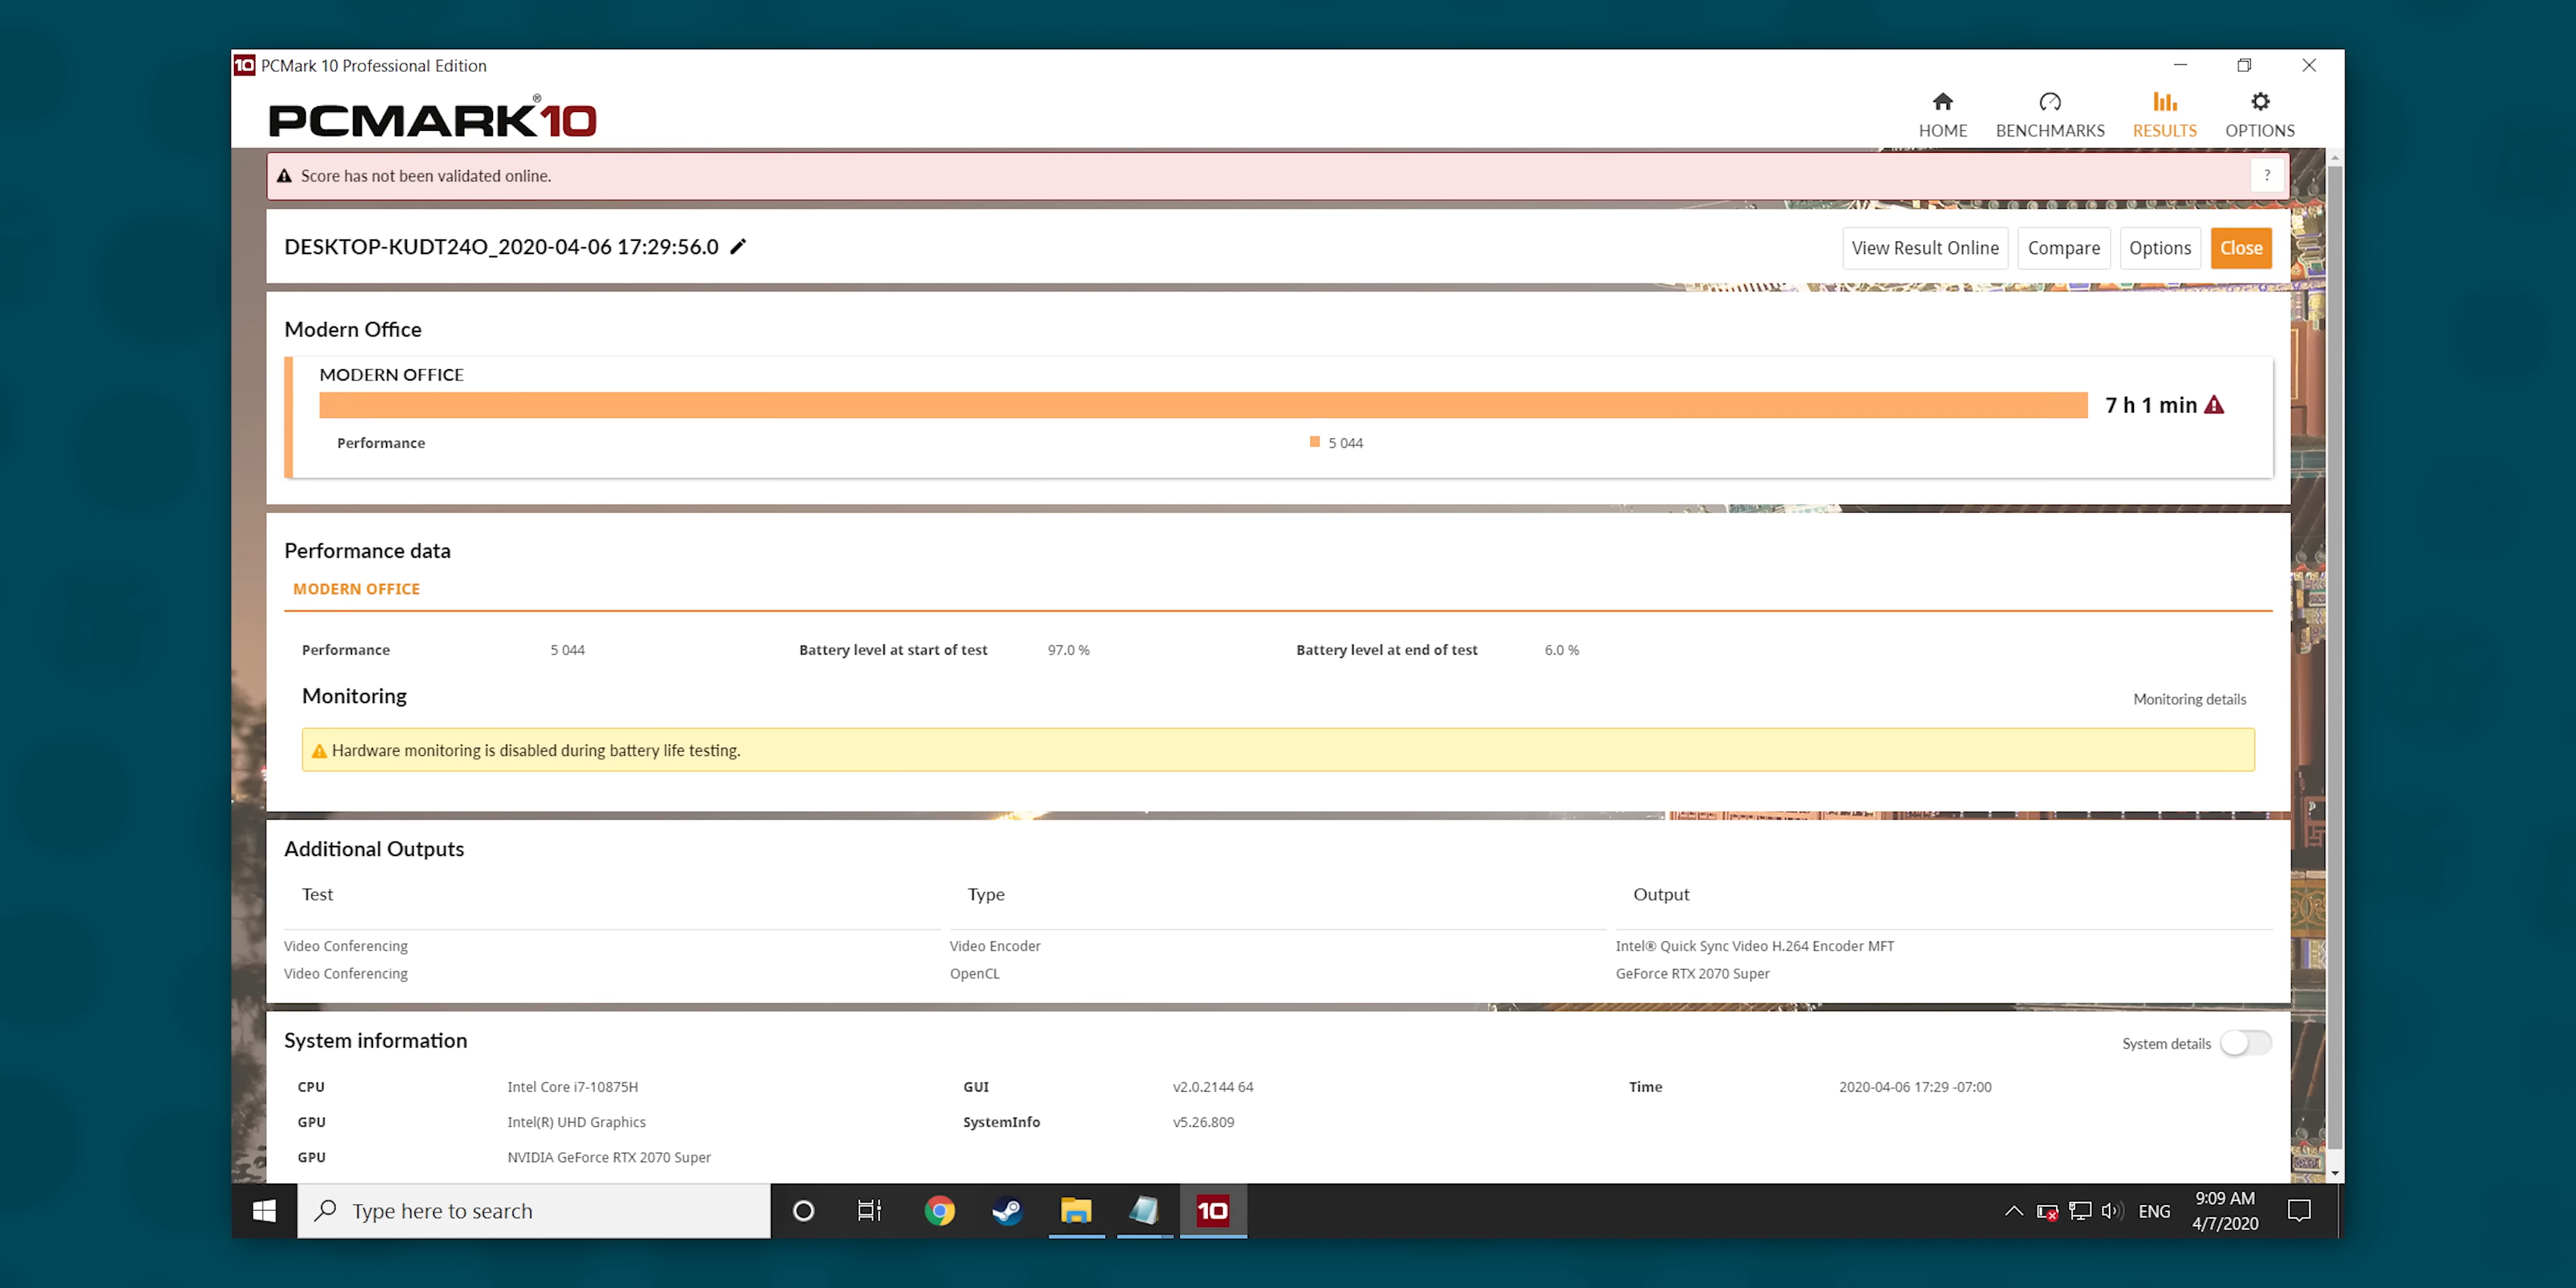 10 PCMark 10 Professional Edition
PCMARK®10
HOME BENCHMARKS RESULTS OPTIONS
Score has not been validated online. ?
DESKTOP-KUDT24O_2020-04-06 17:29:56.0 View Result Online Compare Options Close
Modern Office
MODERN OFFICE
7 h 1 min
Performance 5 044
Performance data
MODERN OFFICE
Performance 5 044 Battery level at start of test 97.0 % Battery level at end of test 6.0 %
Monitoring Monitoring details
Hardware monitoring is disabled during battery life testing.
Additional Outputs
Test Type Output
Video Conferencing Video Encoder Intel® Quick Sync Video H.264 Encoder MFT
Video Conferencing OpenCL GeForce RTX 2070 Super
System information System details
CPU Intel Core i7-10875H GUI v2.0.2144 64 Time 2020-04-06 17:29 -07:00
GPU Intel(R) UHD Graphics SystemInfo v5.26.809
GPU NVIDIA GeForce RTX 2070 Super
Type here to search 10 ENG 9:09 AM
4/7/2020